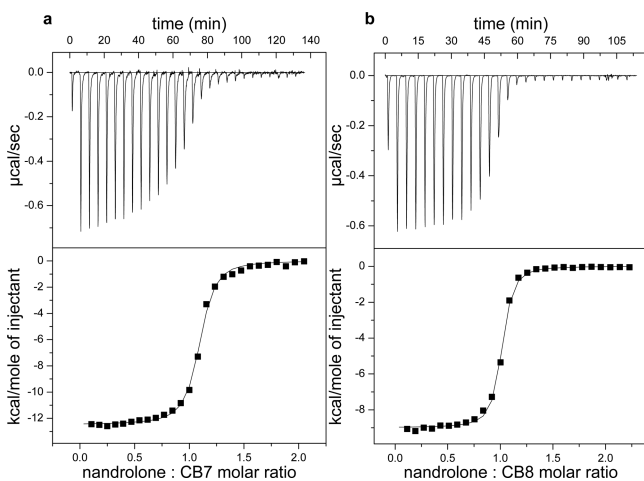 a
time (min)
0 20 40 60 80 100 120 140
0.0
-0.2
-0.4
-0.6
µcal/sec
0
-2
-4
-6
-8
-10
-12
kcal/mole of injectant
0.0 0.5 1.0 1.5 2.0
nandrolone : CB7 molar ratio
b
time (min)
0 15 30 45 60 75 90 105
0.0
-0.2
-0.4
-0.6
µcal/sec
0
-2
-4
-6
-8
kcal/mole of injectant
0.0 0.5 1.0 1.5 2.0
nandrolone : CB8 molar ratio